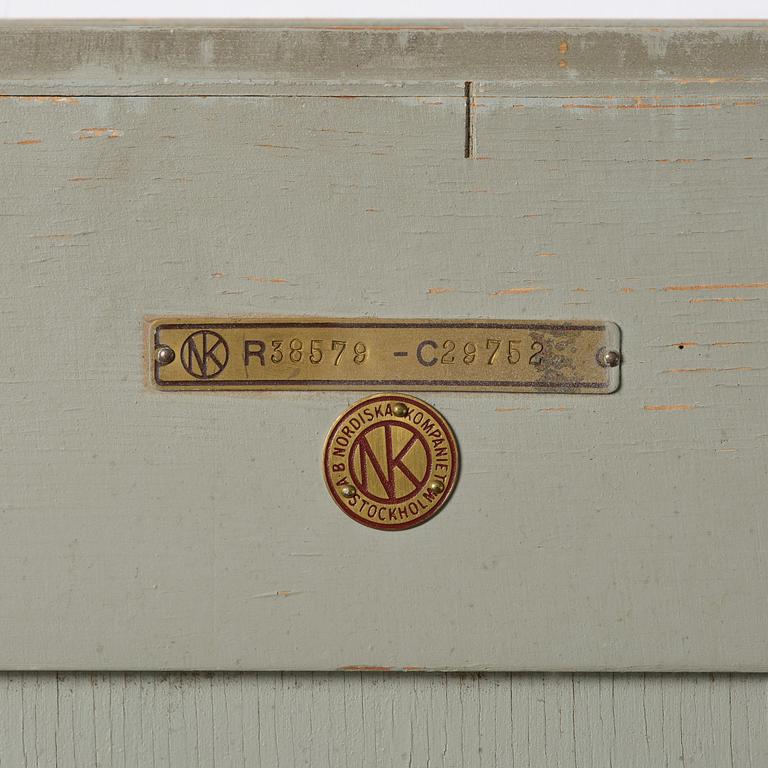 NK R38579 -C29752
A·B NORDISKA KOMPANIET
NK
STOCKHOLM